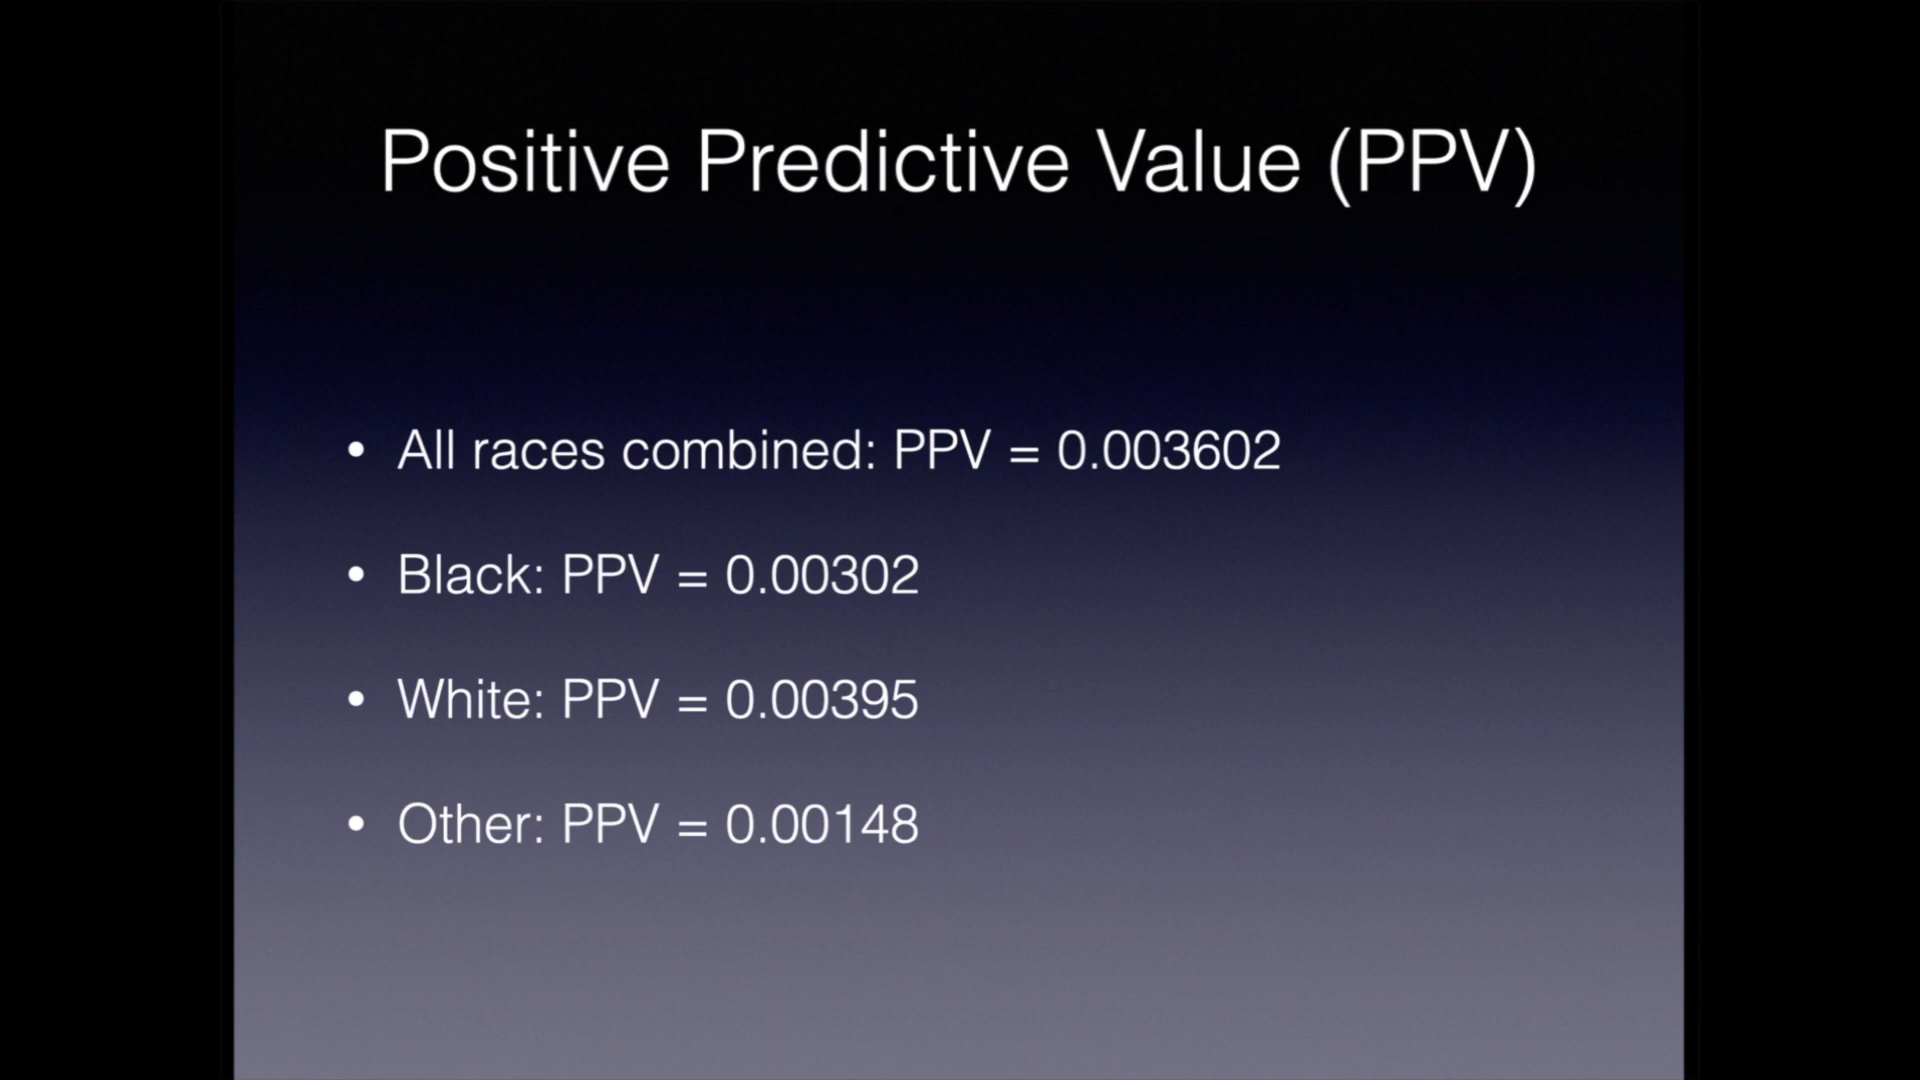 Positive Predictive Value (PPV)
• All races combined: PPV = 0.003602
• Black: PPV = 0.00302
• White: PPV = 0.00395
• Other: PPV = 0.00148